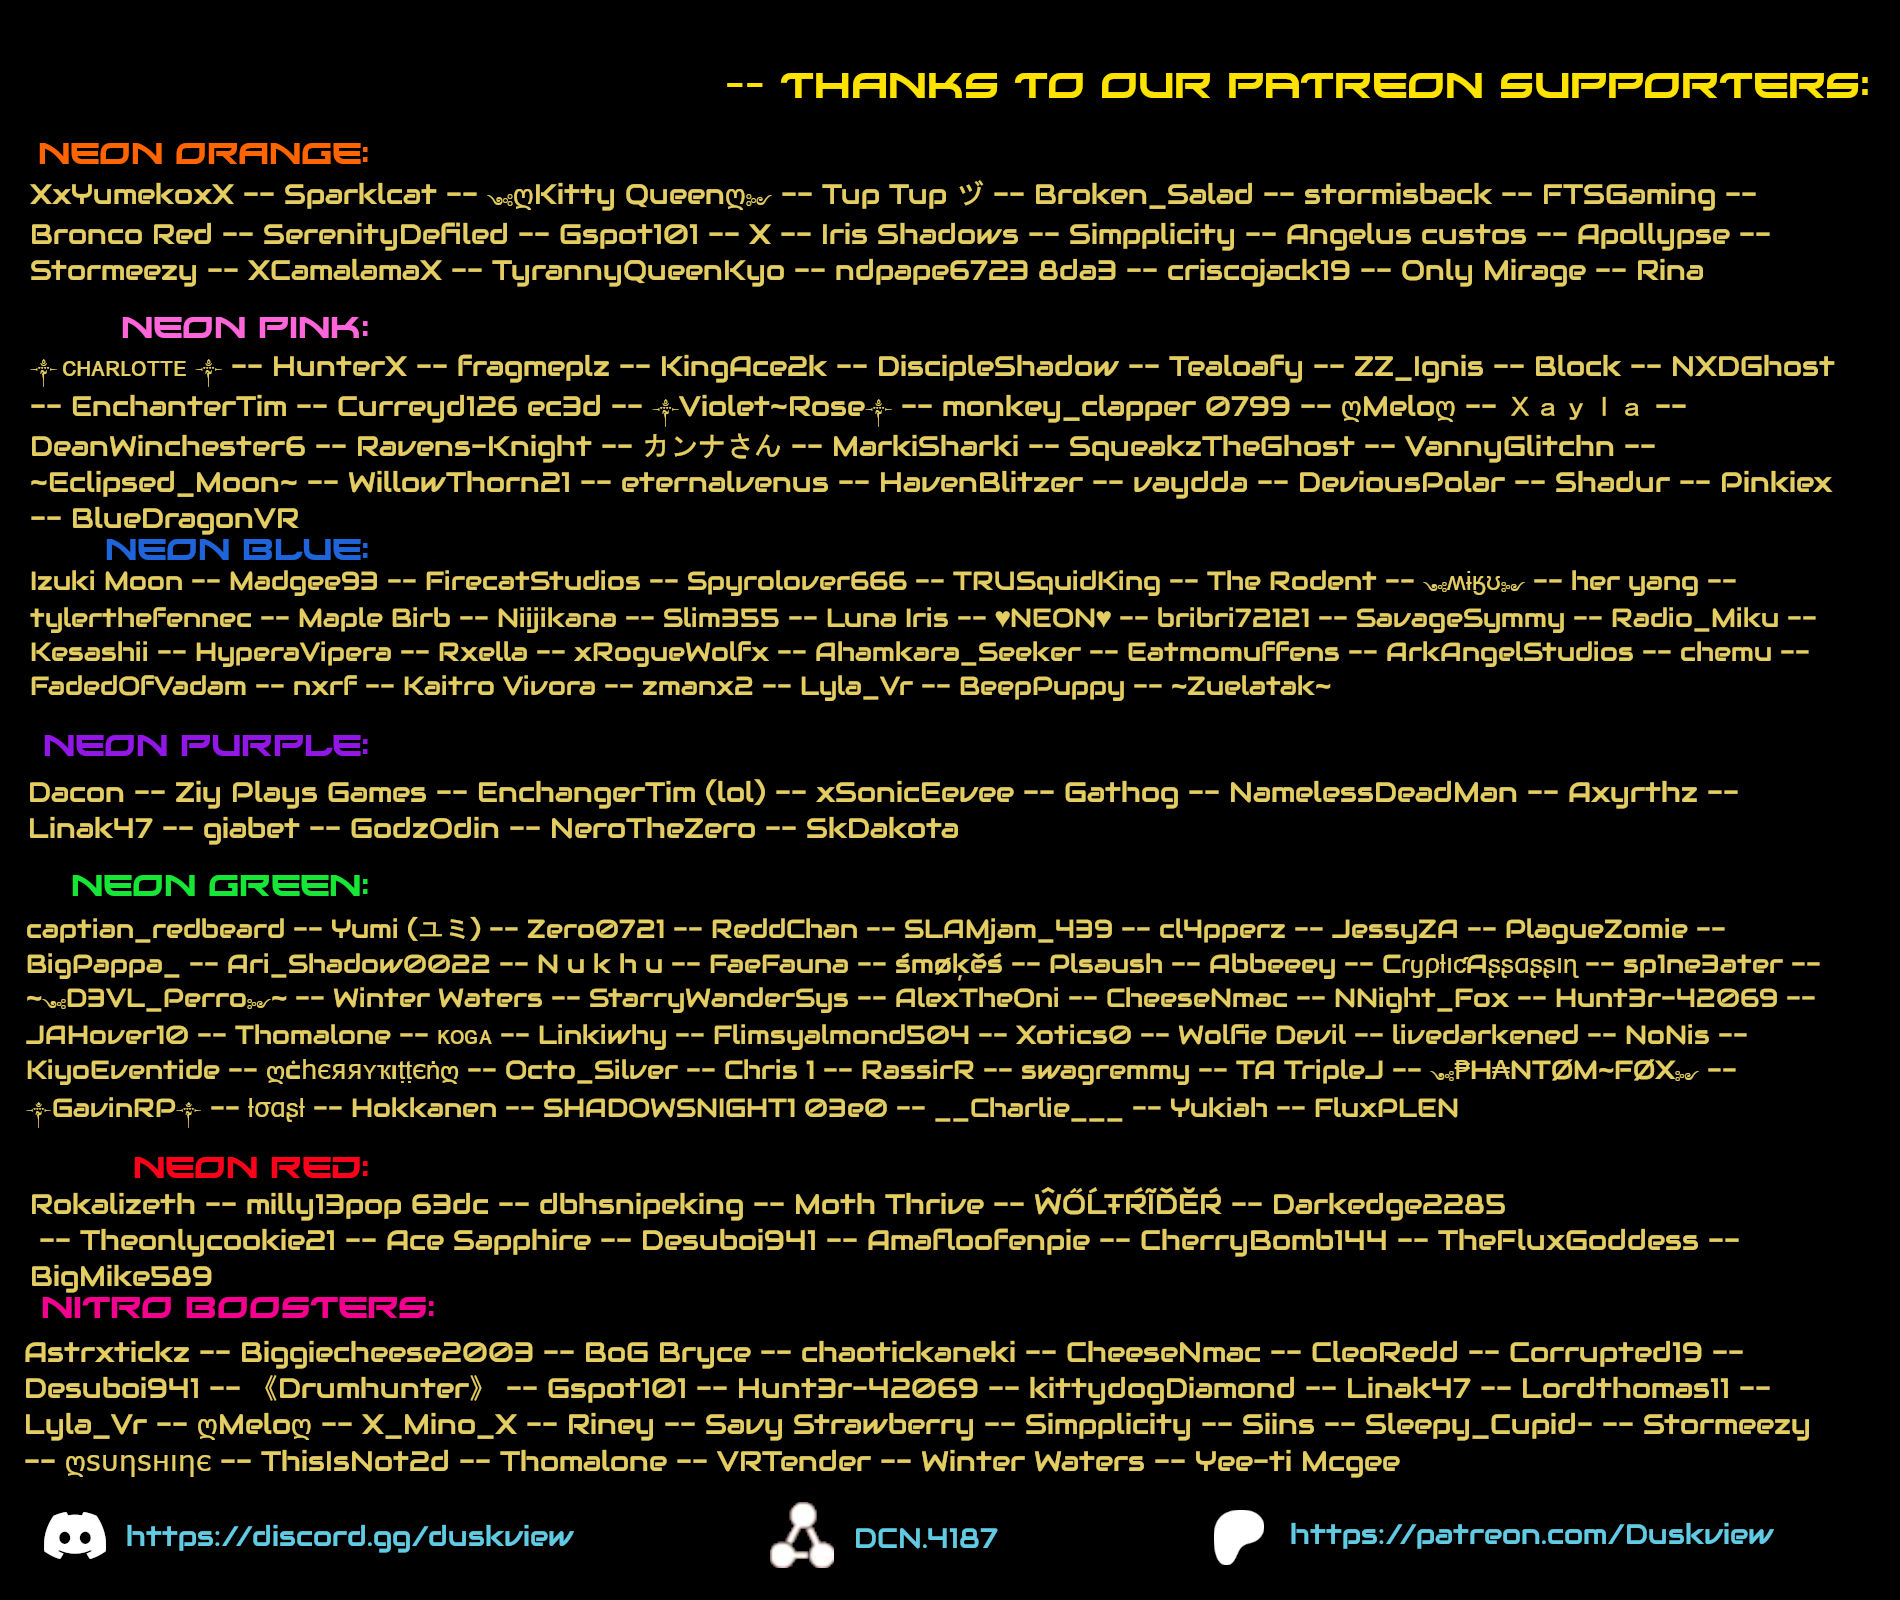 -- THANKS TO OUR PATREON SUPPORTERS:
NEON ORANGE:
XxYumekoxX -- Sparklcat -- ༺ღKitty Queenღ༻ -- Tup Tup ヅ -- Broken_Salad -- stormisback -- FTSGaming --
Bronco Red -- SerenityDefiled -- Gspot101 -- X -- Iris Shadows -- Simpplicity -- Angelus custos -- Apollypse --
Stormeezy -- XCamalamaX -- TyrannyQueenKyo -- ndpape6723 8da3 -- criscojack19 -- Only Mirage -- Rina
NEON PINK:
༒ ᴄʜᴀʀʟᴏᴛᴛᴇ ༒ -- HunterX -- fragmeplz -- KingAce2k -- DiscipleShadow -- Tealoafy -- ZZ_Ignis -- Block -- NXDGhost
-- EnchanterTim -- Curreyd126 ec3d -- ༒Violet~Rose༒ -- monkey_clapper 0799 -- ღMeloღ -- Ｘａｙｌａ --
DeanWinchester6 -- Ravens-Knight -- カンナさん -- MarkiSharki -- SqueakzTheGhost -- VannyGlitchn --
~Eclipsed_Moon~ -- WillowThorn21 -- eternalvenus -- HavenBlitzer -- vaydda -- DeviousPolar -- Shadur -- Pinkiex
-- BlueDragonVR
NEON BLUE:
Izuki Moon -- Madgee93 -- FirecatStudios -- Spyrolover666 -- TRUSquidKing -- The Rodent -- ༺ʍɨӄʊ༻ -- her yang --
tylerthefennec -- Maple Birb -- Niijikana -- Slim355 -- Luna Iris -- ♥NEON♥ -- bribri72121 -- SavageSymmy -- Radio_Miku --
Kesashii -- HyperaVipera -- Rxella -- xRogueWolfx -- Ahamkara_Seeker -- Eatmomuffens -- ArkAngelStudios -- chemu --
FadedOfVadam -- nxrf -- Kaitro Vivora -- zmanx2 -- Lyla_Vr -- BeepPuppy -- ~Zuelatak~
NEON PURPLE:
Dacon -- Ziy Plays Games -- EnchangerTim (lol) -- xSonicEevee -- Gathog -- NamelessDeadMan -- Axyrthz --
Linak47 -- giabet -- GodzOdin -- NeroTheZero -- SkDakota
NEON GREEN:
captian_redbeard -- Yumi (ユミ) -- Zero0721 -- ReddChan -- SLAMjam_439 -- cl4pperz -- JessyZA -- PlagueZomie --
BigPappa_ -- Ari_Shadow0022 -- N u k h u -- FaeFauna -- śmøķěś -- Plsaush -- Abbeeey -- CɾყρƚιƈAʂʂαʂʂιɳ -- sp1ne3ater --
~༺D3VL_Perro༻~ -- Winter Waters -- StarryWanderSys -- AlexTheOni -- CheeseNmac -- NNight_Fox -- Hunt3r-42069 --
JAHover10 -- Thomalone -- ᴋᴏɢᴀ -- Linkiwhy -- Flimsyalmond504 -- Xotics0 -- Wolfie Devil -- livedarkened -- NoNis --
KiyoEventide -- ღċhєяяʏĸıţţєṅღ -- Octo_Silver -- Chris 1 -- RassirR -- swagremmy -- TA TripleJ -- ༺₱H₳NTØM~FØX༻ --
༒GavinRP༒ -- ƚσαʂƚ -- Hokkanen -- SHADOWSNIGHT1 03e0 -- __Charlie___ -- Yukiah -- FluxPLEN
NEON RED:
Rokalizeth -- milly13pop 63dc -- dbhsnipeking -- Moth Thrive -- ŴŐĹŦŔĨĎĔŔ -- Darkedge2285
-- Theonlycookie21 -- Ace Sapphire -- Desuboi941 -- Amafloofenpie -- CherryBomb144 -- TheFluxGoddess --
BigMike589
NITRO BOOSTERS:
Astrxtickz -- Biggiecheese2003 -- BoG Bryce -- chaotickaneki -- CheeseNmac -- CleoRedd -- Corrupted19 --
Desuboi941 -- 《Drumhunter》 -- Gspot101 -- Hunt3r-42069 -- kittydogDiamond -- Linak47 -- Lordthomas11 --
Lyla_Vr -- ღMeloღ -- X_Mino_X -- Riney -- Savy Strawberry -- Simpplicity -- Siins -- Sleepy_Cupid- -- Stormeezy
-- ღѕυηѕнιηє -- ThisIsNot2d -- Thomalone -- VRTender -- Winter Waters -- Yee-ti Mcgee
https://discord.gg/duskview
DCN.4187
https://patreon.com/Duskview